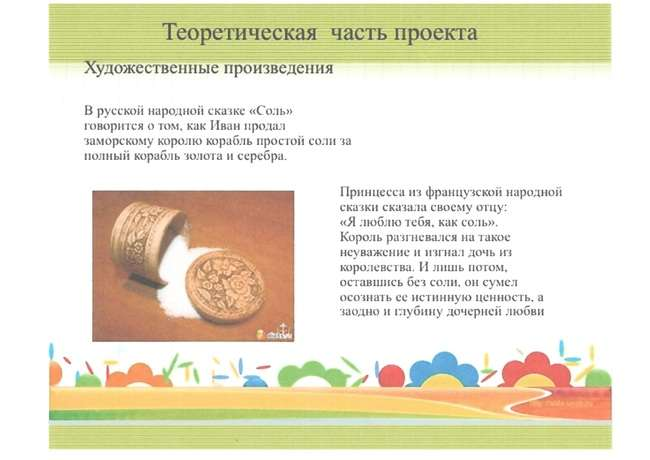 Теоретическая часть проекта
Художественные произведения
В русской народной сказке «Соль»
говорится о том, как Иван продал
заморскому королю корабль простой соли за
полный корабль золота и серебра.
Принцесса из французской народной
сказки сказала своему отцу:
«Я люблю тебя, как соль».
Король разгневался на такое
неуважение и изгнал дочь из
королевства. И лишь потом,
оставшись без соли, он сумел
осознать ее истинную ценность, а
заодно и глубину дочерней любви